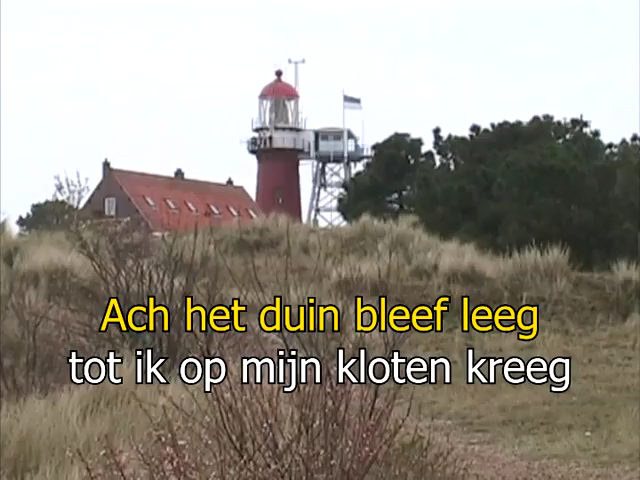 Ach het duin bleef leeg
tot ik op mijn kloten kreeg